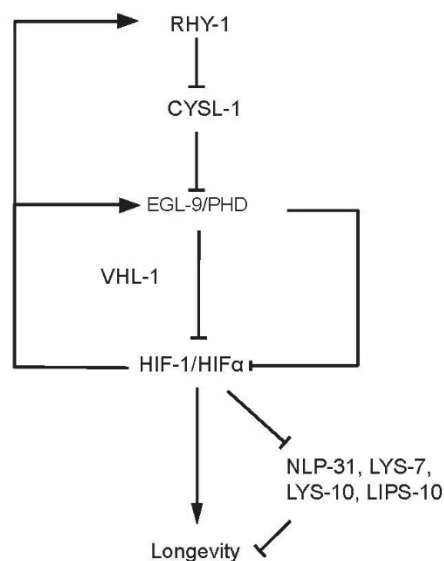 RHY-1
CYSL-1
EGL-9/PHD
VHL-1
HIF-1/HIFα
NLP-31, LYS-7,
LYS-10, LIPS-10
Longevity